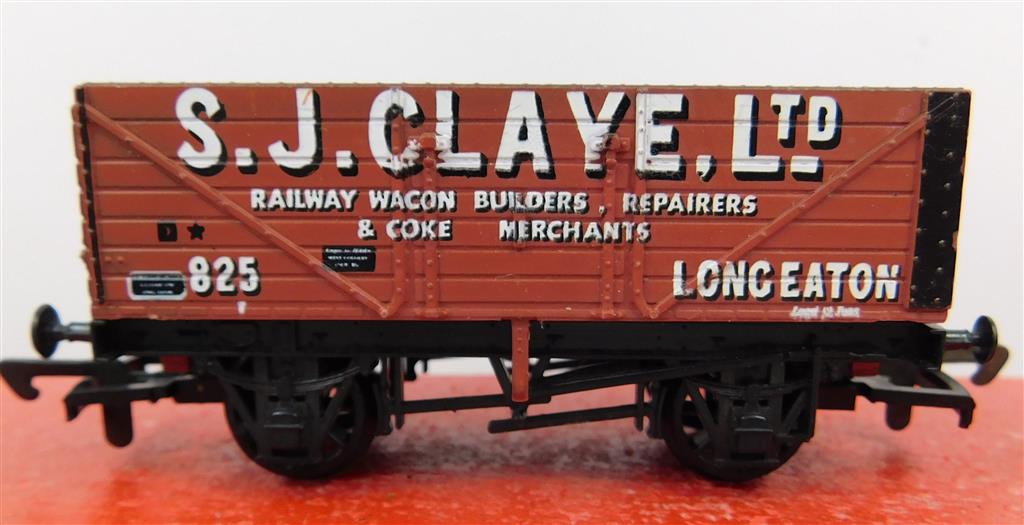 S.J.CLAYE, LTD
RAILWAY WAGON BUILDERS, REPAIRERS
& COKE MERCHANTS
D
825
LONG EATON